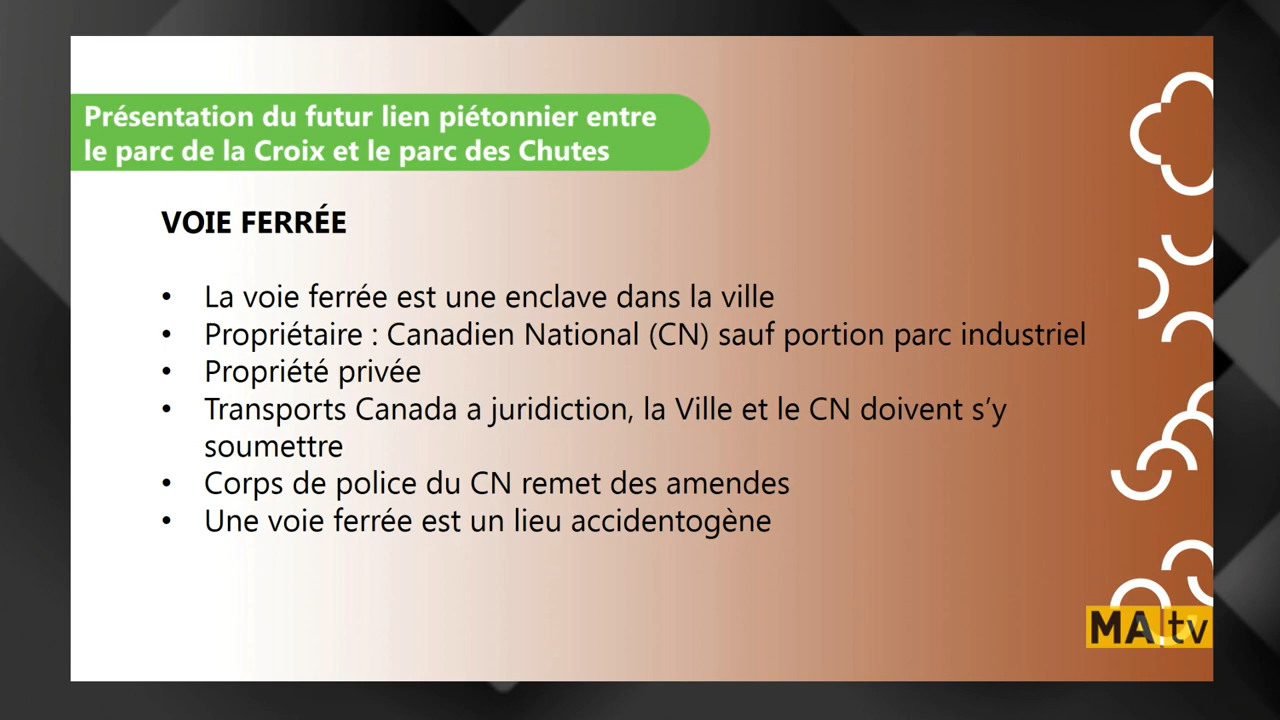 Présentation du futur lien piétonnier entre
le parc de la Croix et le parc des Chutes
VOIE FERRÉE
• La voie ferrée est une enclave dans la ville
• Propriétaire : Canadien National (CN) sauf portion parc industriel
• Propriété privée
• Transports Canada a juridiction, la Ville et le CN doivent s’y
soumettre
• Corps de police du CN remet des amendes
• Une voie ferrée est un lieu accidentogène
MA|tv